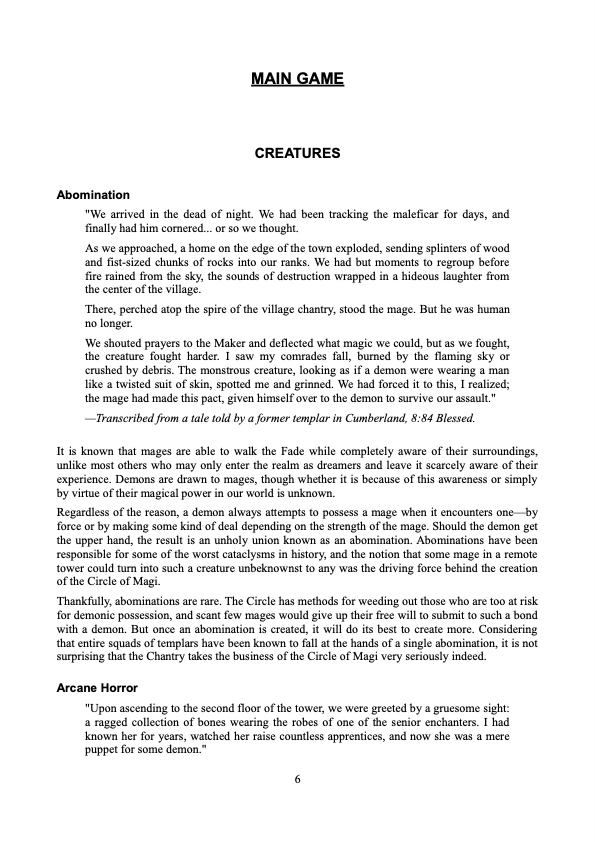 MAIN GAME
CREATURES
Abomination
"We arrived in the dead of night. We had been tracking the maleficar for days, and
finally had him cornered... or so we thought.
As we approached, a home on the edge of the town exploded, sending splinters of wood
and fist-sized chunks of rocks into our ranks. We had but moments to regroup before
fire rained from the sky, the sounds of destruction wrapped in a hideous laughter from
the center of the village.
There, perched atop the spire of the village chantry, stood the mage. But he was human
no longer.
We shouted prayers to the Maker and deflected what magic we could, but as we fought,
the creature fought harder. I saw my comrades fall, burned by the flaming sky or
crushed by debris. The monstrous creature, looking as if a demon were wearing a man
like a twisted suit of skin, spotted me and grinned. We had forced it to this, I realized;
the mage had made this pact, given himself over to the demon to survive our assault."
—Transcribed from a tale told by a former templar in Cumberland, 8:84 Blessed.
It is known that mages are able to walk the Fade while completely aware of their surroundings,
unlike most others who may only enter the realm as dreamers and leave it scarcely aware of their
experience. Demons are drawn to mages, though whether it is because of this awareness or simply
by virtue of their magical power in our world is unknown.
Regardless of the reason, a demon always attempts to possess a mage when it encounters one—by
force or by making some kind of deal depending on the strength of the mage. Should the demon get
the upper hand, the result is an unholy union known as an abomination. Abominations have been
responsible for some of the worst cataclysms in history, and the notion that some mage in a remote
tower could turn into such a creature unbeknownst to any was the driving force behind the creation
of the Circle of Magi.
Thankfully, abominations are rare. The Circle has methods for weeding out those who are too at risk
for demonic possession, and scant few mages would give up their free will to submit to such a bond
with a demon. But once an abomination is created, it will do its best to create more. Considering
that entire squads of templars have been known to fall at the hands of a single abomination, it is not
surprising that the Chantry takes the business of the Circle of Magi very seriously indeed.
Arcane Horror
"Upon ascending to the second floor of the tower, we were greeted by a gruesome sight:
a ragged collection of bones wearing the robes of one of the senior enchanters. I had
known her for years, watched her raise countless apprentices, and now she was a mere
puppet for some demon."
6